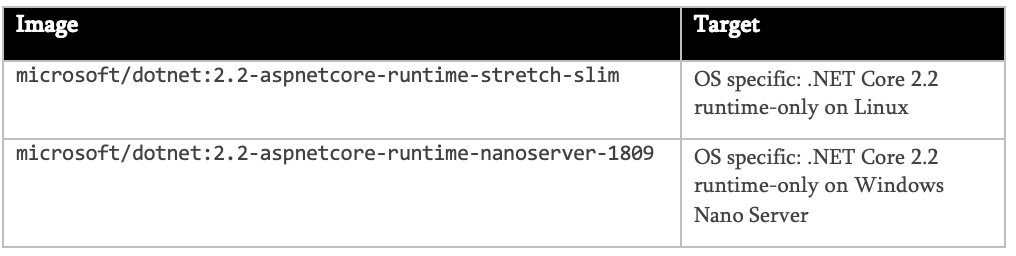 Image
Target
microsoft/dotnet:2.2-aspnetcore-runtime-stretch-slim
OS specific: .NET Core 2.2
runtime-only on Linux
microsoft/dotnet:2.2-aspnetcore-runtime-nanoserver-1809
OS specific: .NET Core 2.2
runtime-only on Windows
Nano Server